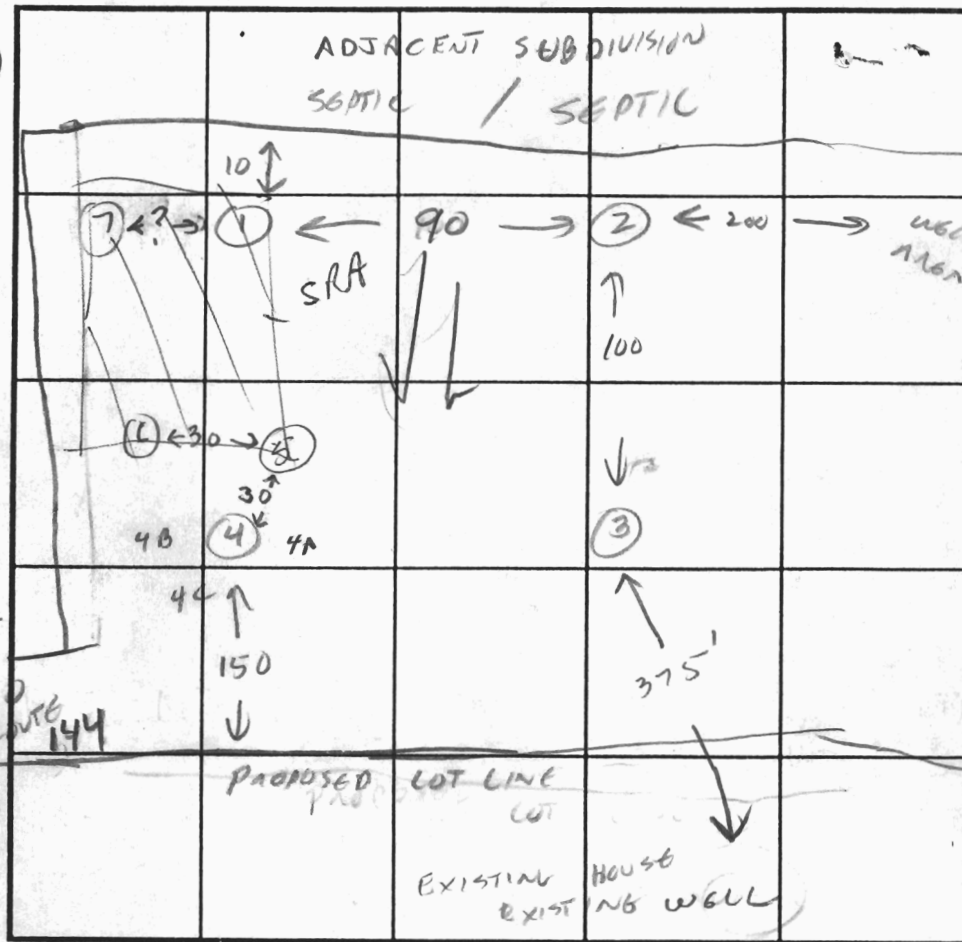 ADJACENT SUBDIVISION
SEPTIC / SEPTIC
10
7 ← ? → 1 ← 90 → 2 ← 200 →
SRA
100
← 30 →
30
4B 4 4A 3
4C
150
375'
144
PROPOSED LOT LINE
LOT
EXISTING HOUSE
EXISTING WELL